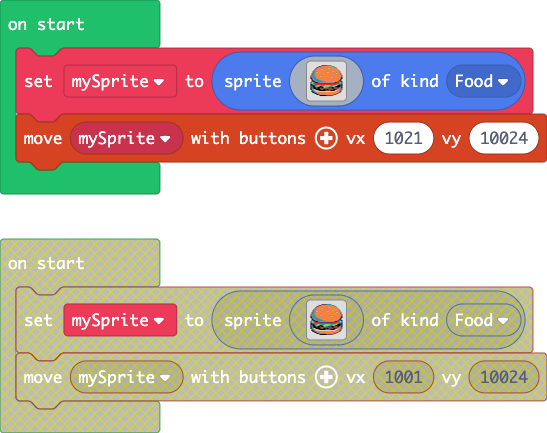 on start
set mySprite to sprite of kind Food
move mySprite with buttons vx 1021 vy 10024
on start
set mySprite to sprite of kind Food
move mySprite with buttons vx 1001 vy 10024